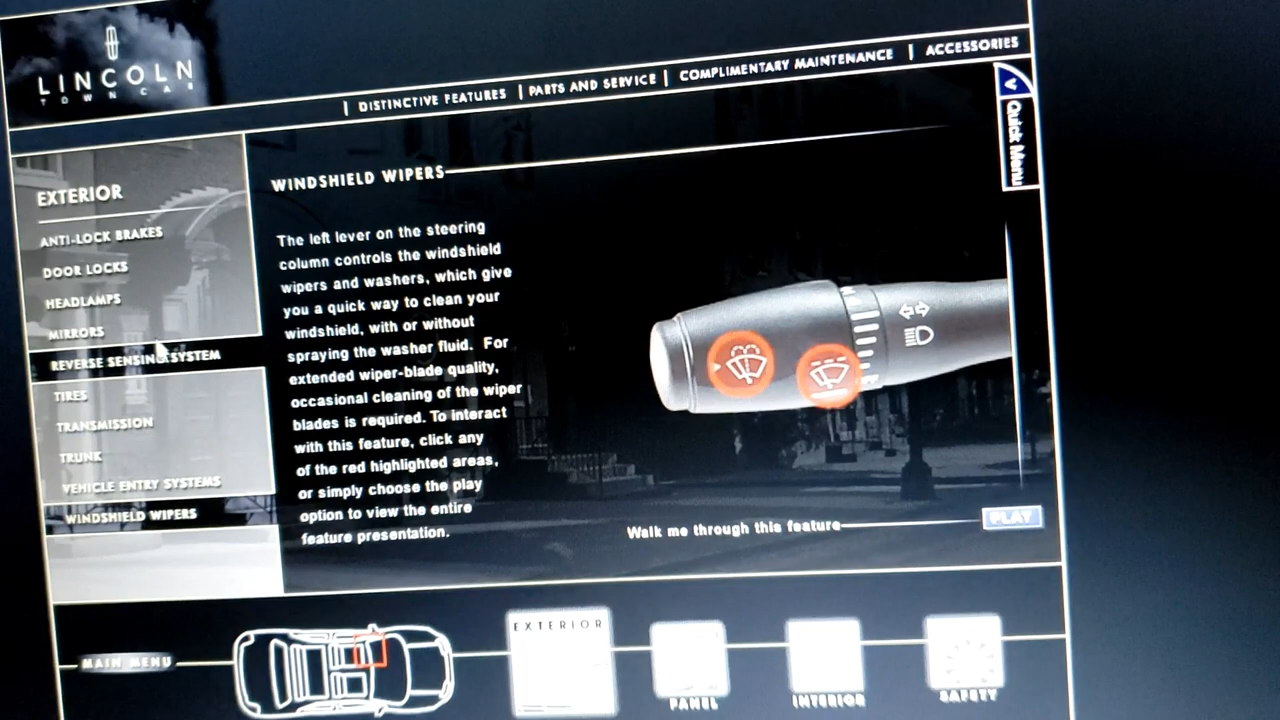 LINCOLN
TOWN CAR
| DISTINCTIVE FEATURES | PARTS AND SERVICE | COMPLIMENTARY MAINTENANCE | ACCESSORIES
Quick Menu
EXTERIOR
ANTI-LOCK BRAKES
DOOR LOCKS
HEADLAMPS
MIRRORS
REVERSE SENSING SYSTEM
TIRES
TRANSMISSION
TRUNK
VEHICLE ENTRY SYSTEMS
WINDSHIELD WIPERS
WINDSHIELD WIPERS
The left lever on the steering
column controls the windshield
wipers and washers, which give
you a quick way to clean your
windshield, with or without
spraying the washer fluid. For
extended wiper-blade quality,
occasional cleaning of the wiper
blades is required. To interact
with this feature, click any
of the red highlighted areas,
or simply choose the play
option to view the entire
feature presentation.
Walk me through this feature
PLAY
MAIN MENU
EXTERIOR
PANEL
INTERIOR
SAFETY